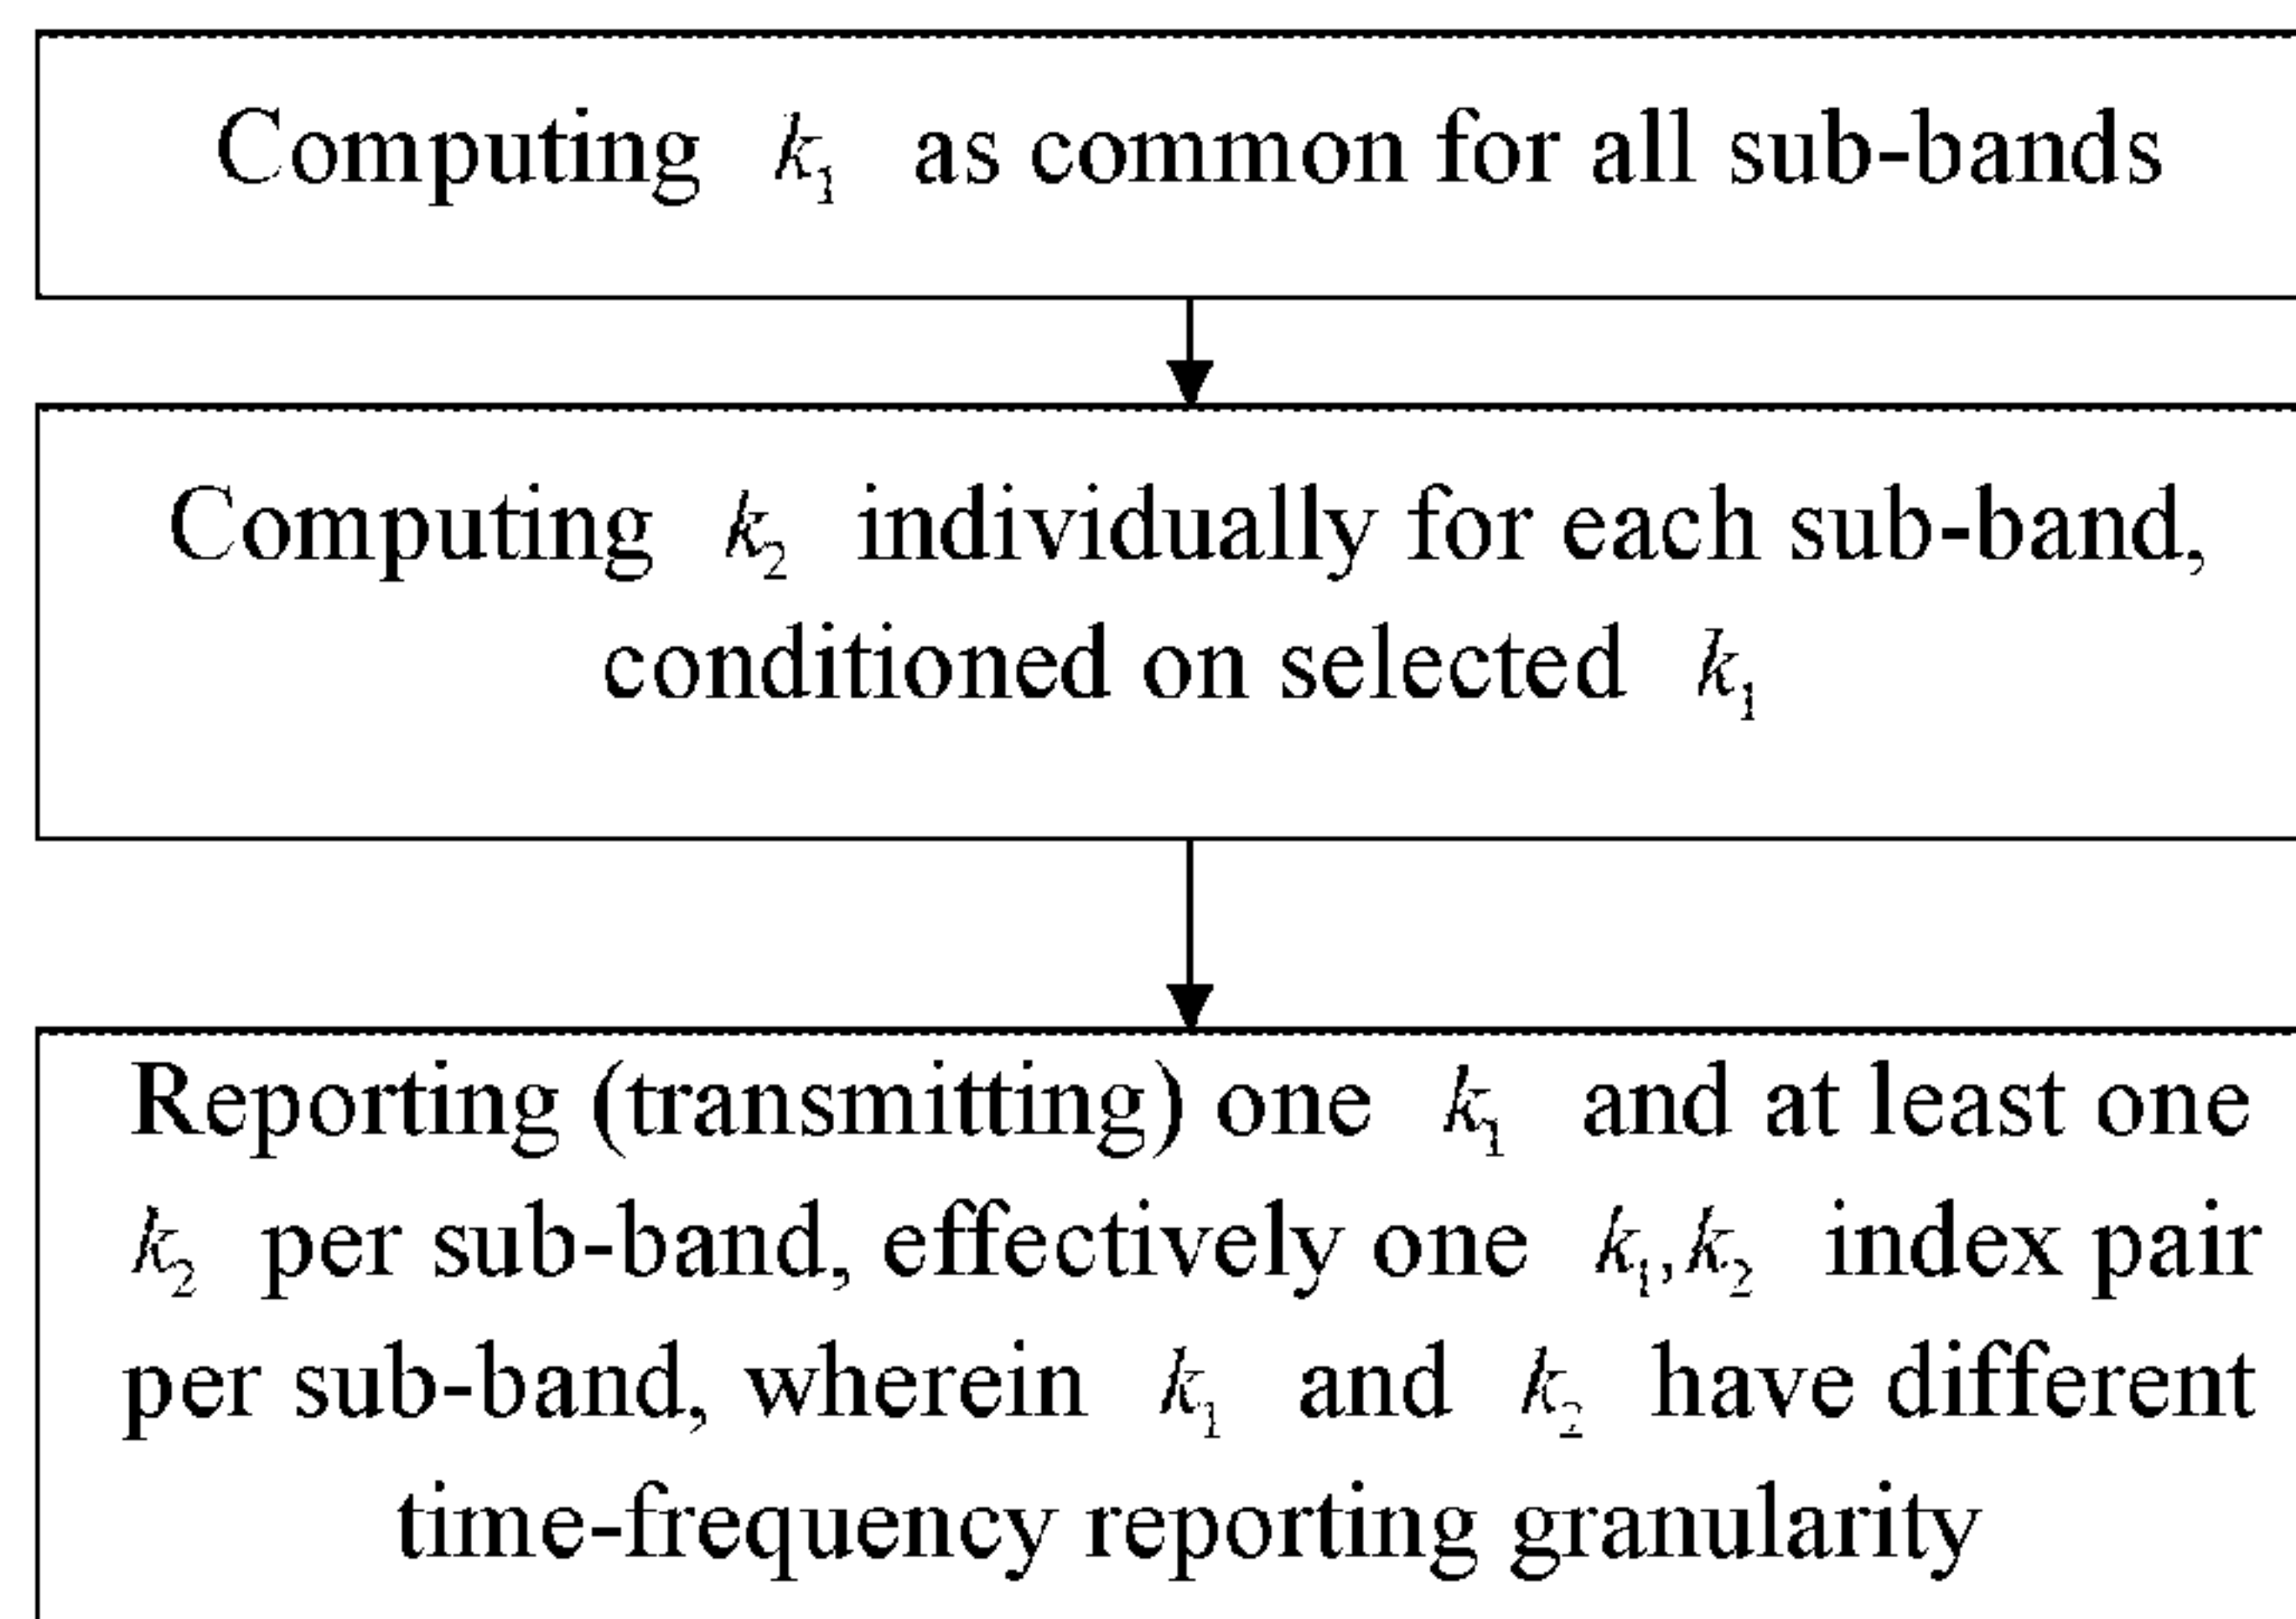 Computing k₁ as common for all sub-bands
Computing k₂ individually for each sub-band,
conditioned on selected k₁
Reporting (transmitting) one k₁ and at least one
k₂ per sub-band, effectively one k₁,k₂ index pair
per sub-band, wherein k₁ and k₂ have different
time-frequency reporting granularity